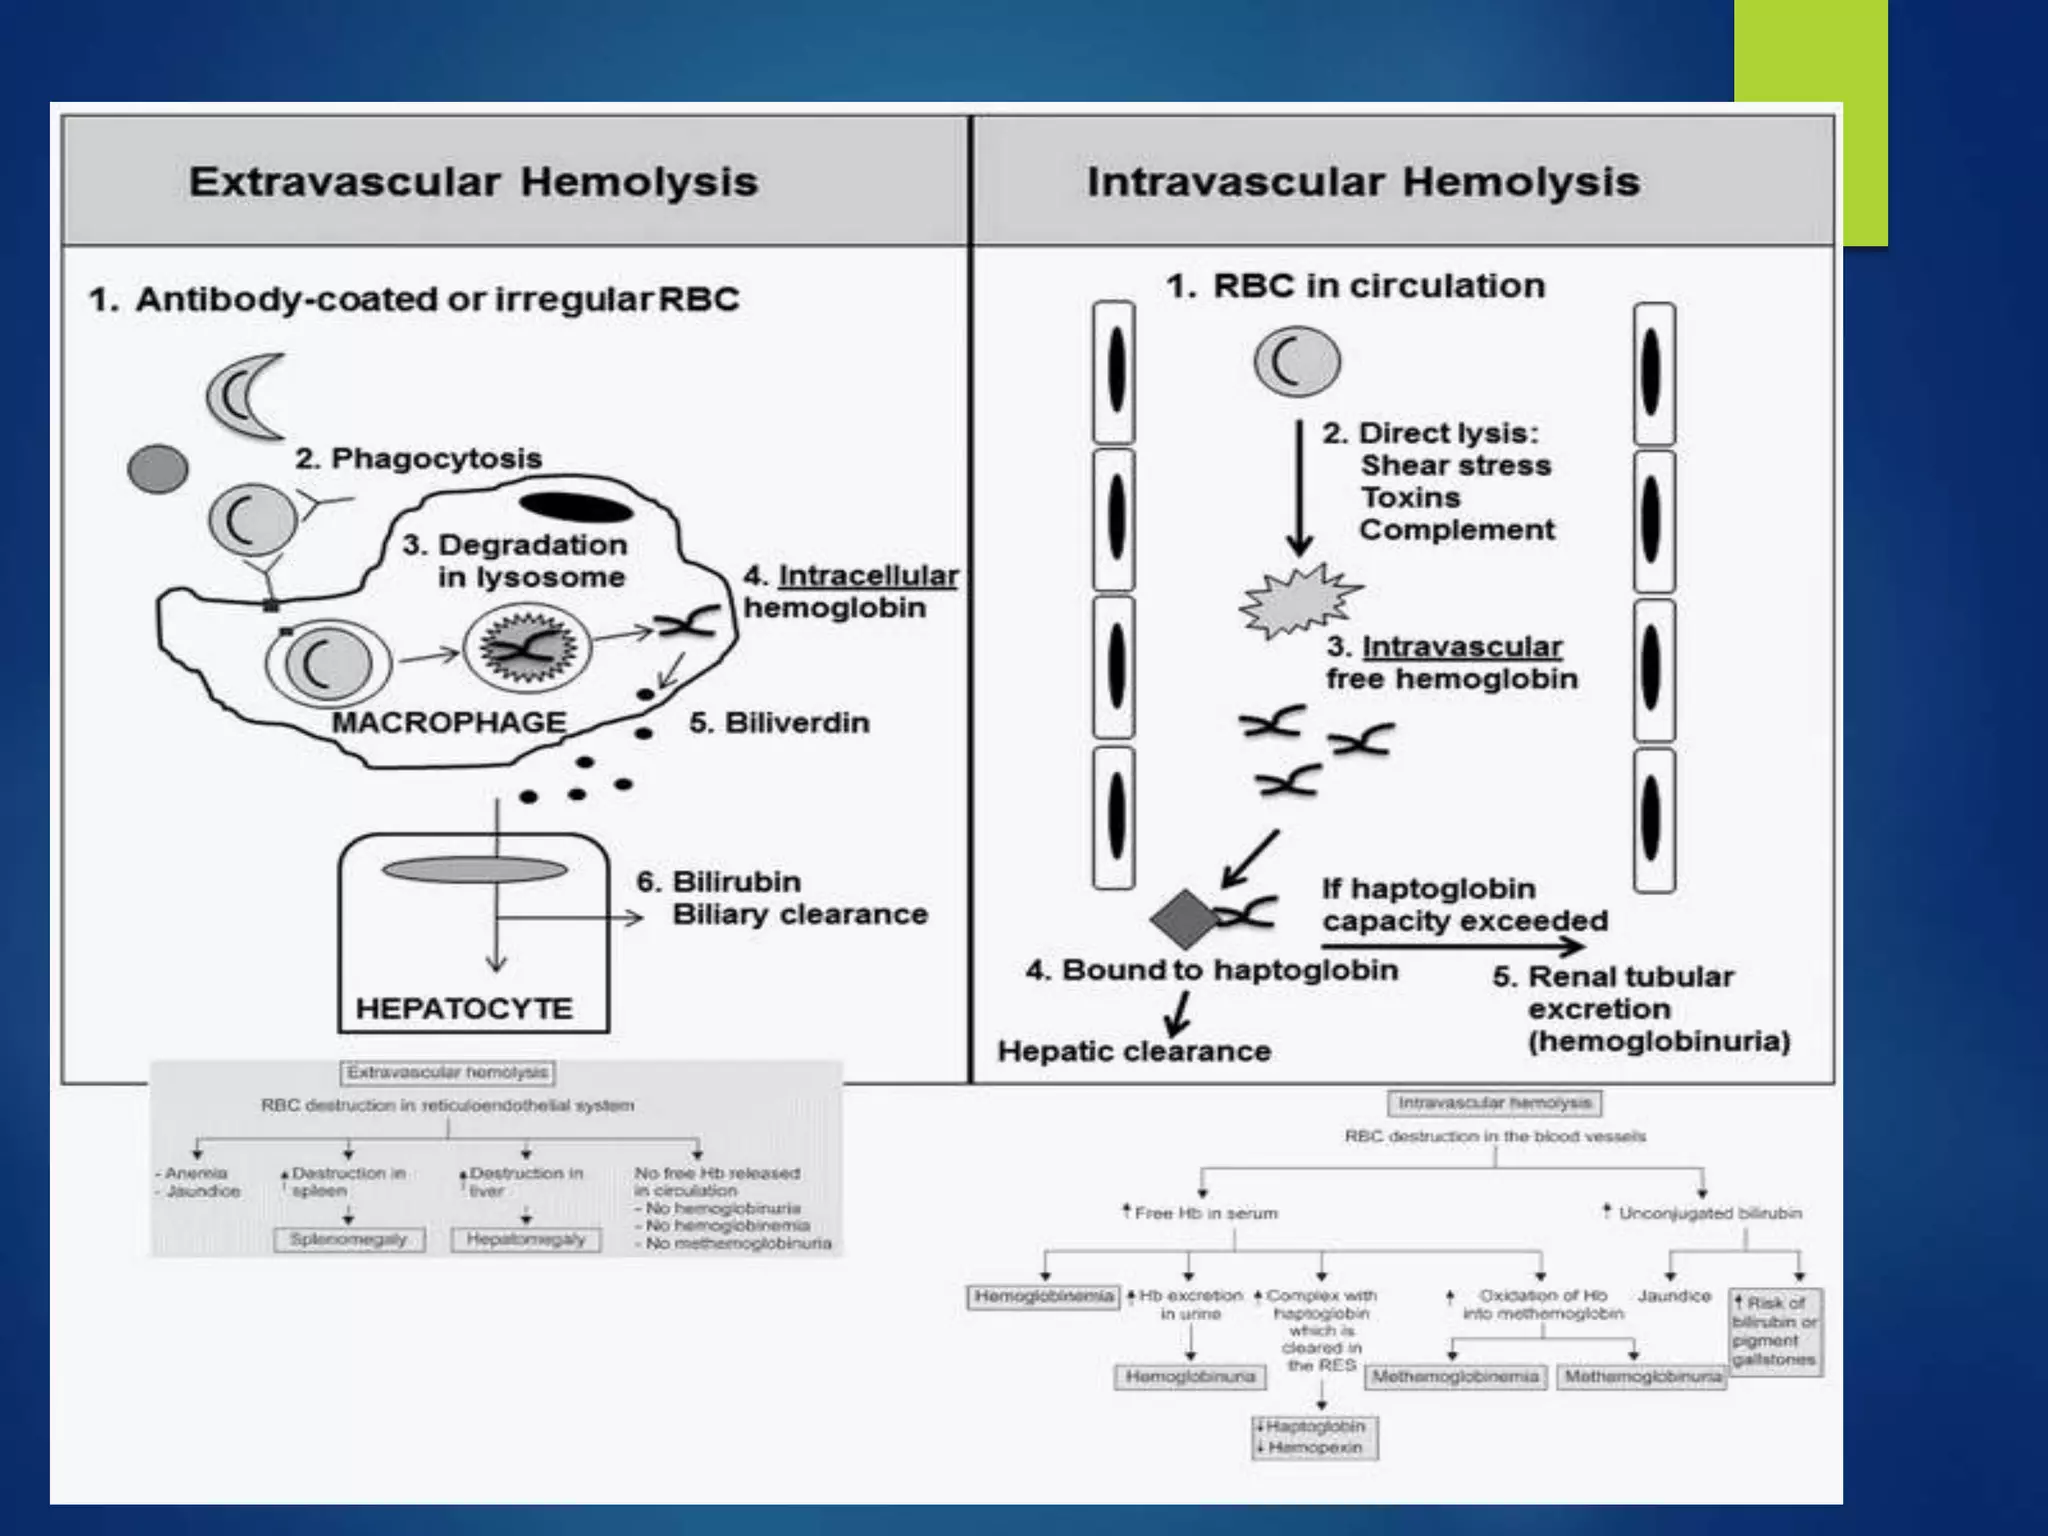 Extravascular Hemolysis
1. Antibody-coated or irregular RBC
2. Phagocytosis
3. Degradation
in lysosome
4. Intracellular
hemoglobin
MACROPHAGE
5. Biliverdin
6. Bilirubin
Biliary clearance
HEPATOCYTE
Intravascular Hemolysis
1. RBC in circulation
2. Direct lysis:
Shear stress
Toxins
Complement
3. Intravascular
free hemoglobin
If haptoglobin
capacity exceeded
4. Bound to haptoglobin
5. Renal tubular
excretion
(hemoglobinuria)
Hepatic clearance
Extravascular hemolysis
RBC destruction in reticuloendothelial system
- Anemia
- Jaundice
↑ Destruction in
spleen
Splenomegaly
↑ Destruction in
liver
Hepatomegaly
No free Hb released
in circulation
- No hemoglobinuria
- No hemoglobinemia
- No methemoglobinuria
Intravascular hemolysis
RBC destruction in the blood vessels
↑ Free Hb in serum
↑ Unconjugated bilirubin
Hemoglobinemia
↑ Hb excretion
in urine
Hemoglobinuria
↑ Complex with
haptoglobin
which is
cleared in
the RES
↓ Haptoglobin
↓ Hemopexin
↑ Oxidation of Hb
into methemoglobin
Methemoglobinemia
Methemoglobinuria
Jaundice
↑ Risk of
bilirubin or
pigment
gallstones